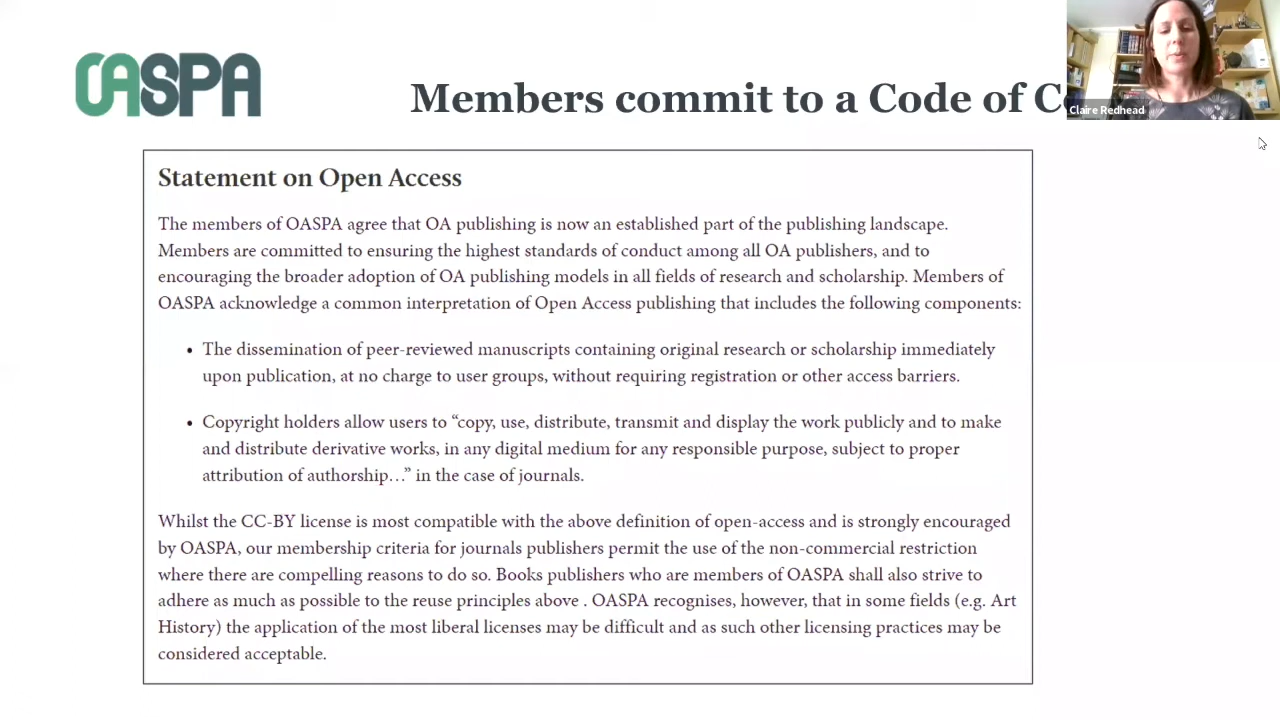 OASPA
Members commit to a Code of C
Claire Redhead
Statement on Open Access
The members of OASPA agree that OA publishing is now an established part of the publishing landscape.
Members are committed to ensuring the highest standards of conduct among all OA publishers, and to
encouraging the broader adoption of OA publishing models in all fields of research and scholarship. Members of
OASPA acknowledge a common interpretation of Open Access publishing that includes the following components:
• The dissemination of peer-reviewed manuscripts containing original research or scholarship immediately
upon publication, at no charge to user groups, without requiring registration or other access barriers.
• Copyright holders allow users to “copy, use, distribute, transmit and display the work publicly and to make
and distribute derivative works, in any digital medium for any responsible purpose, subject to proper
attribution of authorship…” in the case of journals.
Whilst the CC-BY license is most compatible with the above definition of open-access and is strongly encouraged
by OASPA, our membership criteria for journals publishers permit the use of the non-commercial restriction
where there are compelling reasons to do so. Books publishers who are members of OASPA shall also strive to
adhere as much as possible to the reuse principles above . OASPA recognises, however, that in some fields (e.g. Art
History) the application of the most liberal licenses may be difficult and as such other licensing practices may be
considered acceptable.